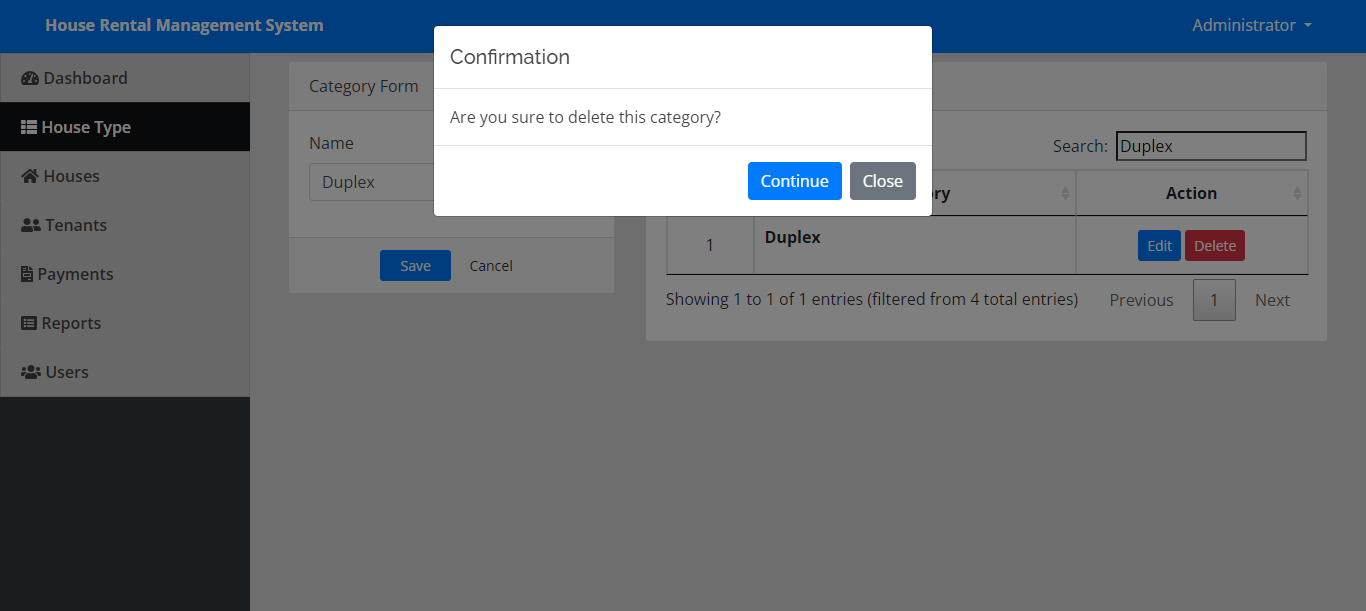 House Rental Management System
Administrator
Dashboard
House Type
Houses
Tenants
Payments
Reports
Users
Confirmation
Are you sure to delete this category?
Continue Close
Category Form
Name
Duplex
Save Cancel
Search: Duplex
ry Action
1 Duplex Edit Delete
Showing 1 to 1 of 1 entries (filtered from 4 total entries) Previous 1 Next